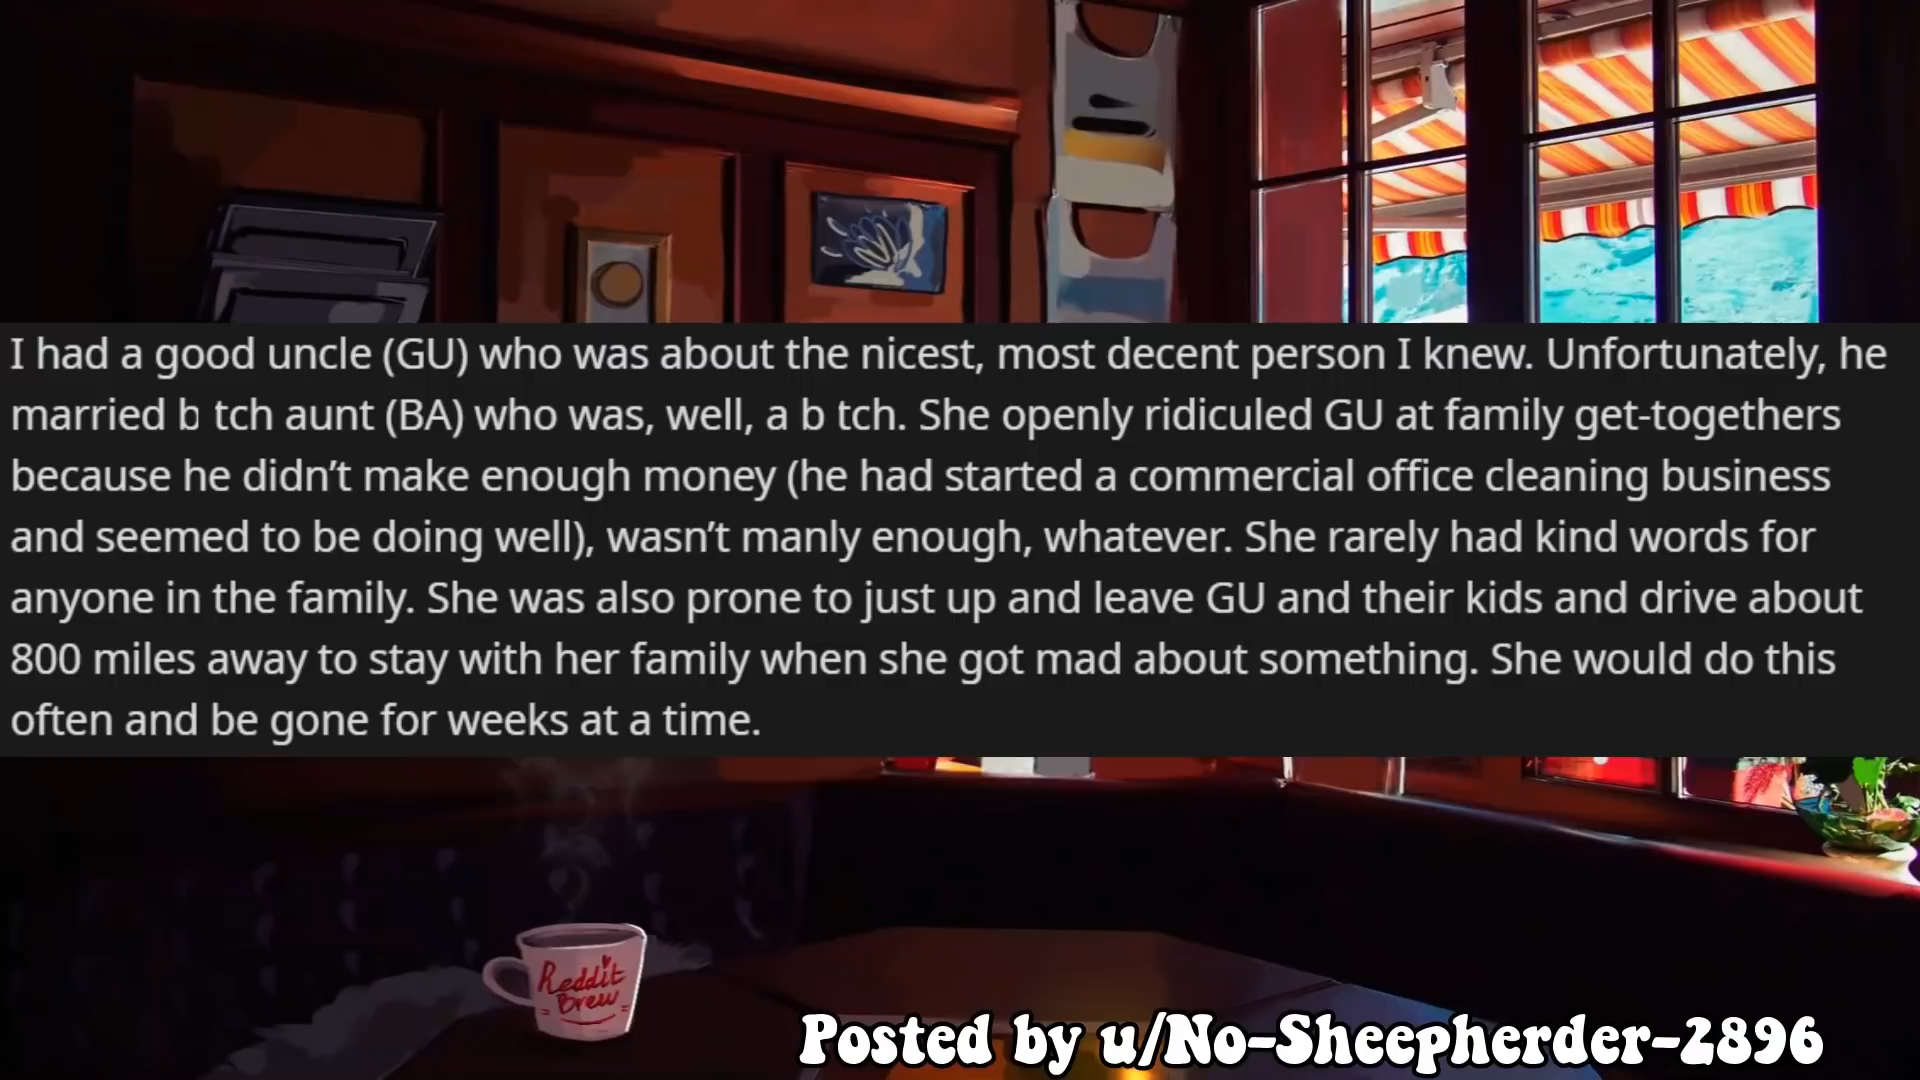 I had a good uncle (GU) who was about the nicest, most decent person I knew. Unfortunately, he
married b tch aunt (BA) who was, well, a b tch. She openly ridiculed GU at family get-togethers
because he didn’t make enough money (he had started a commercial office cleaning business
and seemed to be doing well), wasn’t manly enough, whatever. She rarely had kind words for
anyone in the family. She was also prone to just up and leave GU and their kids and drive about
800 miles away to stay with her family when she got mad about something. She would do this
often and be gone for weeks at a time.
Reddit
Brew
Posted by u/No-Sheepherder-2896